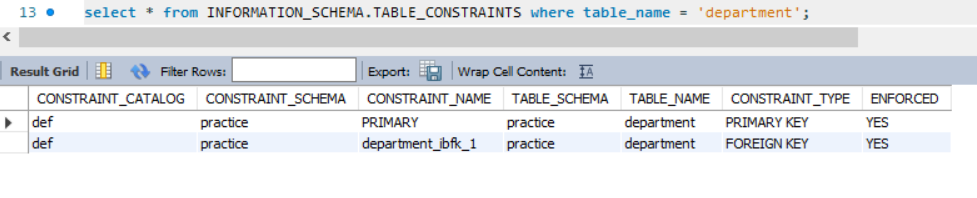 13 select * from INFORMATION_SCHEMA.TABLE_CONSTRAINTS where table_name = 'department';
Result Grid Filter Rows: Export: Wrap Cell Content: IA
CONSTRAINT_CATALOG CONSTRAINT_SCHEMA CONSTRAINT_NAME TABLE_SCHEMA TABLE_NAME CONSTRAINT_TYPE ENFORCED
def practice PRIMARY practice department PRIMARY KEY YES
def practice department_ibfk_1 practice department FOREIGN KEY YES